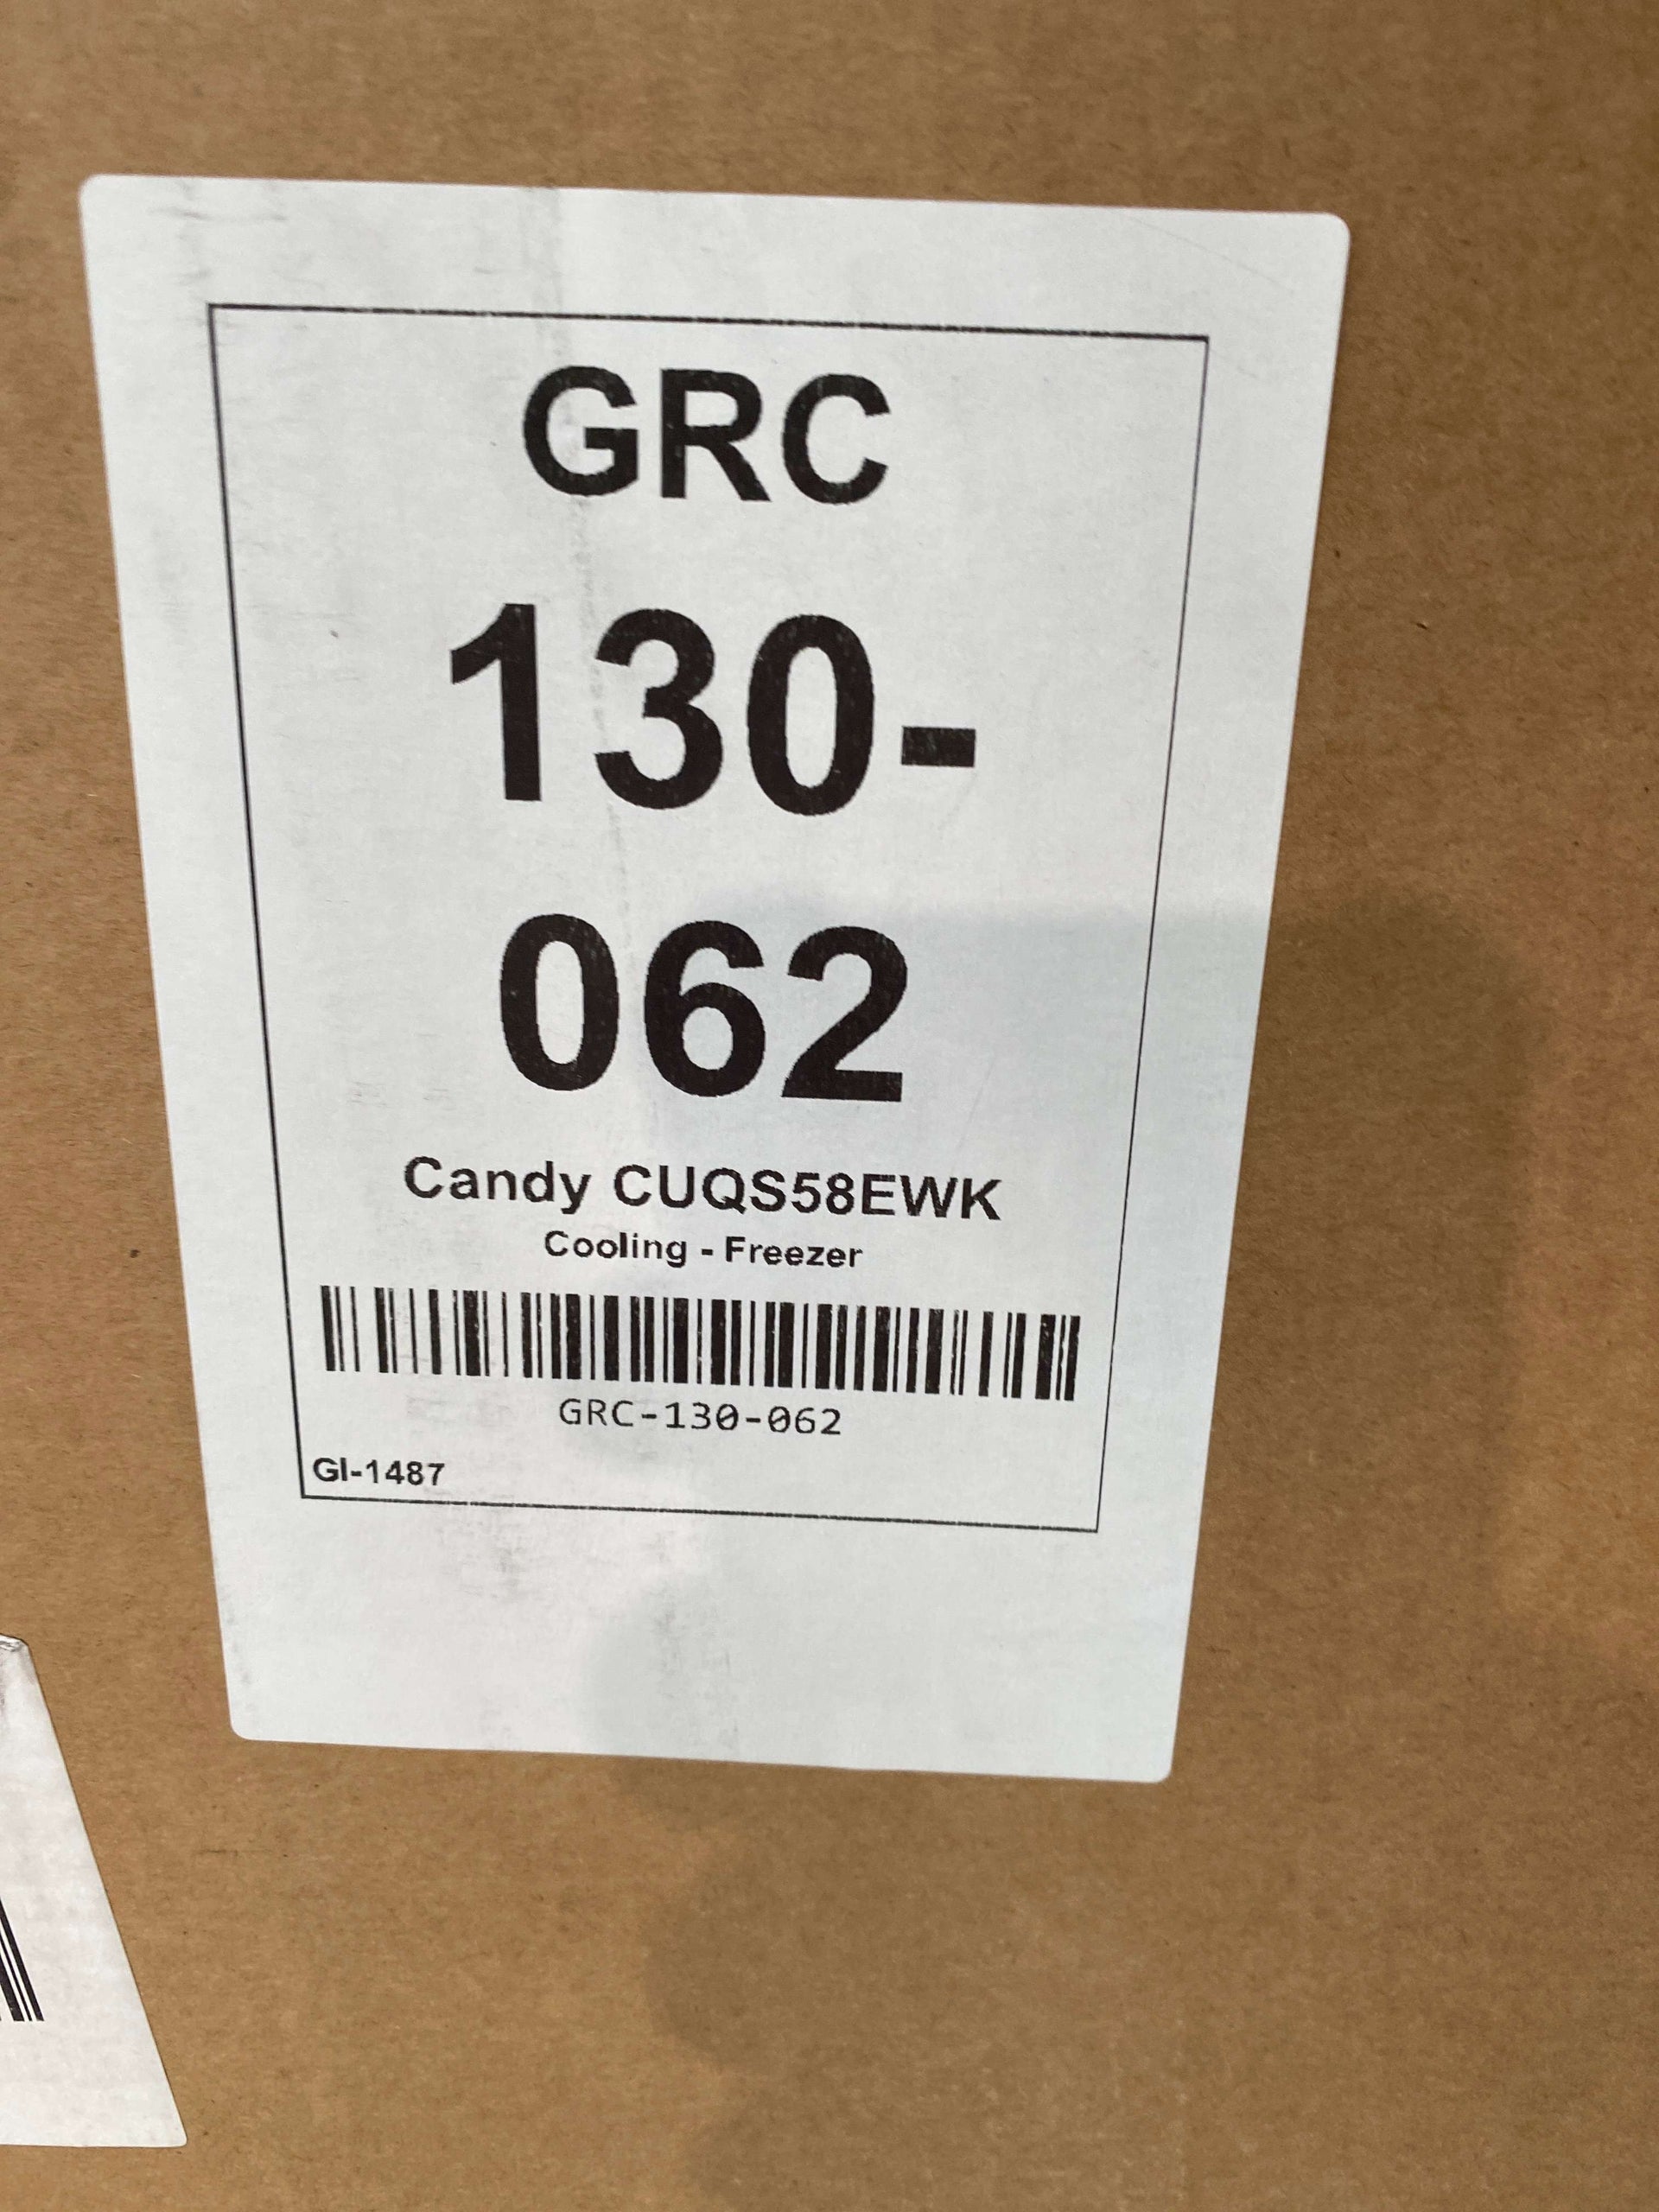 GRC
130-
062
Candy CUQS58EWK
Cooling - Freezer
GRC-130-062
GI-1487